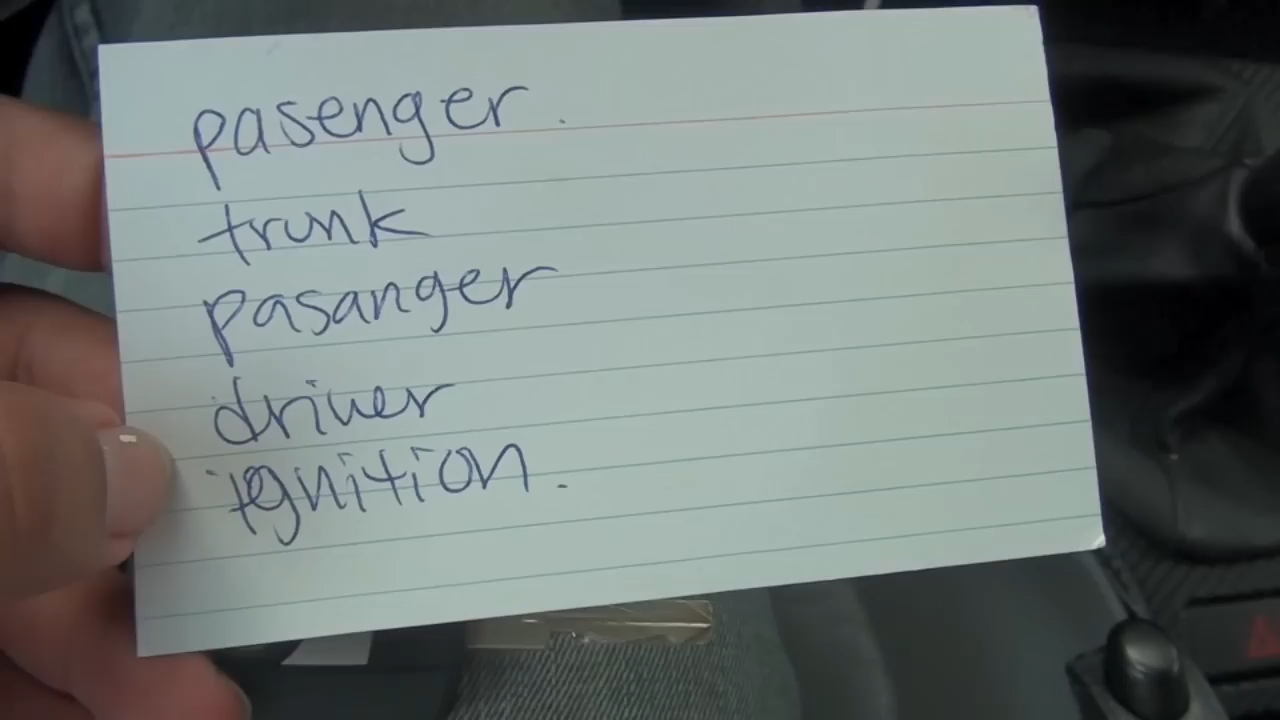 pasenger.
trunk
pasanger
driver
ignition.